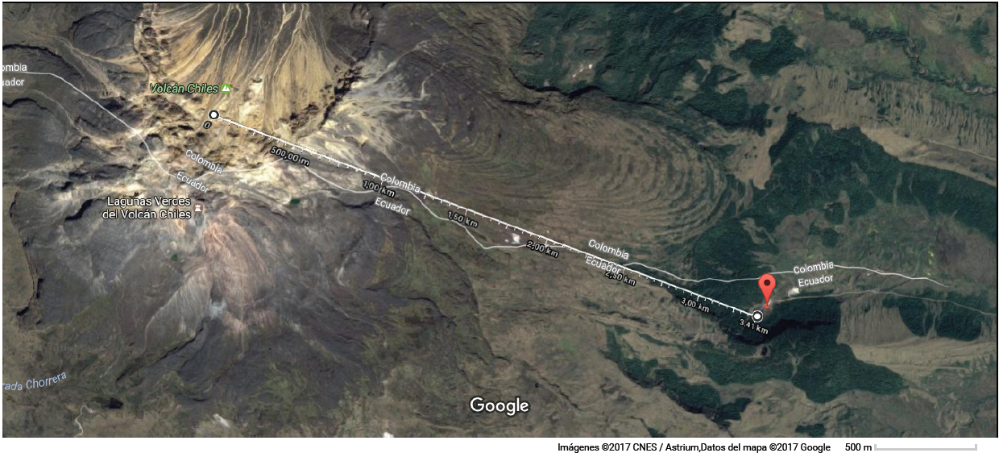 ombia
uador
Volcán Chiles
0
500,00 m
Colombia
Ecuador
Colombia
1,00 km
Ecuador
Lagunas Verdes
del Volcán Chiles
1,50 km
2,00 km
Colombia
Ecuador
2,50 km
Colombia
Ecuador
3,00 km
3,41 km
rada Chorrera
Google
Imágenes ©2017 CNES / Astrium,Datos del mapa ©2017 Google 500 m